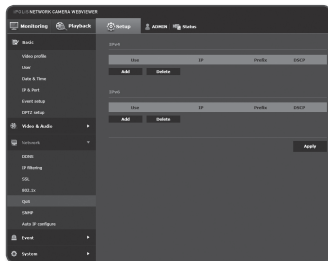 iPOLIS NETWORK CAMERA WEBVIEWER
Monitoring Playback Setup ADMIN Status
Basic
Video profile
User
Date & Time
IP & Port
Event setup
DPTZ setup
Video & Audio
Network
DDNS
IP filtering
SSL
802.1x
QoS
SNMP
Auto IP configure
Event
System
IPv4
Use IP Prefix DSCP
Add Delete
IPv6
Use IP Prefix DSCP
Add Delete
Apply